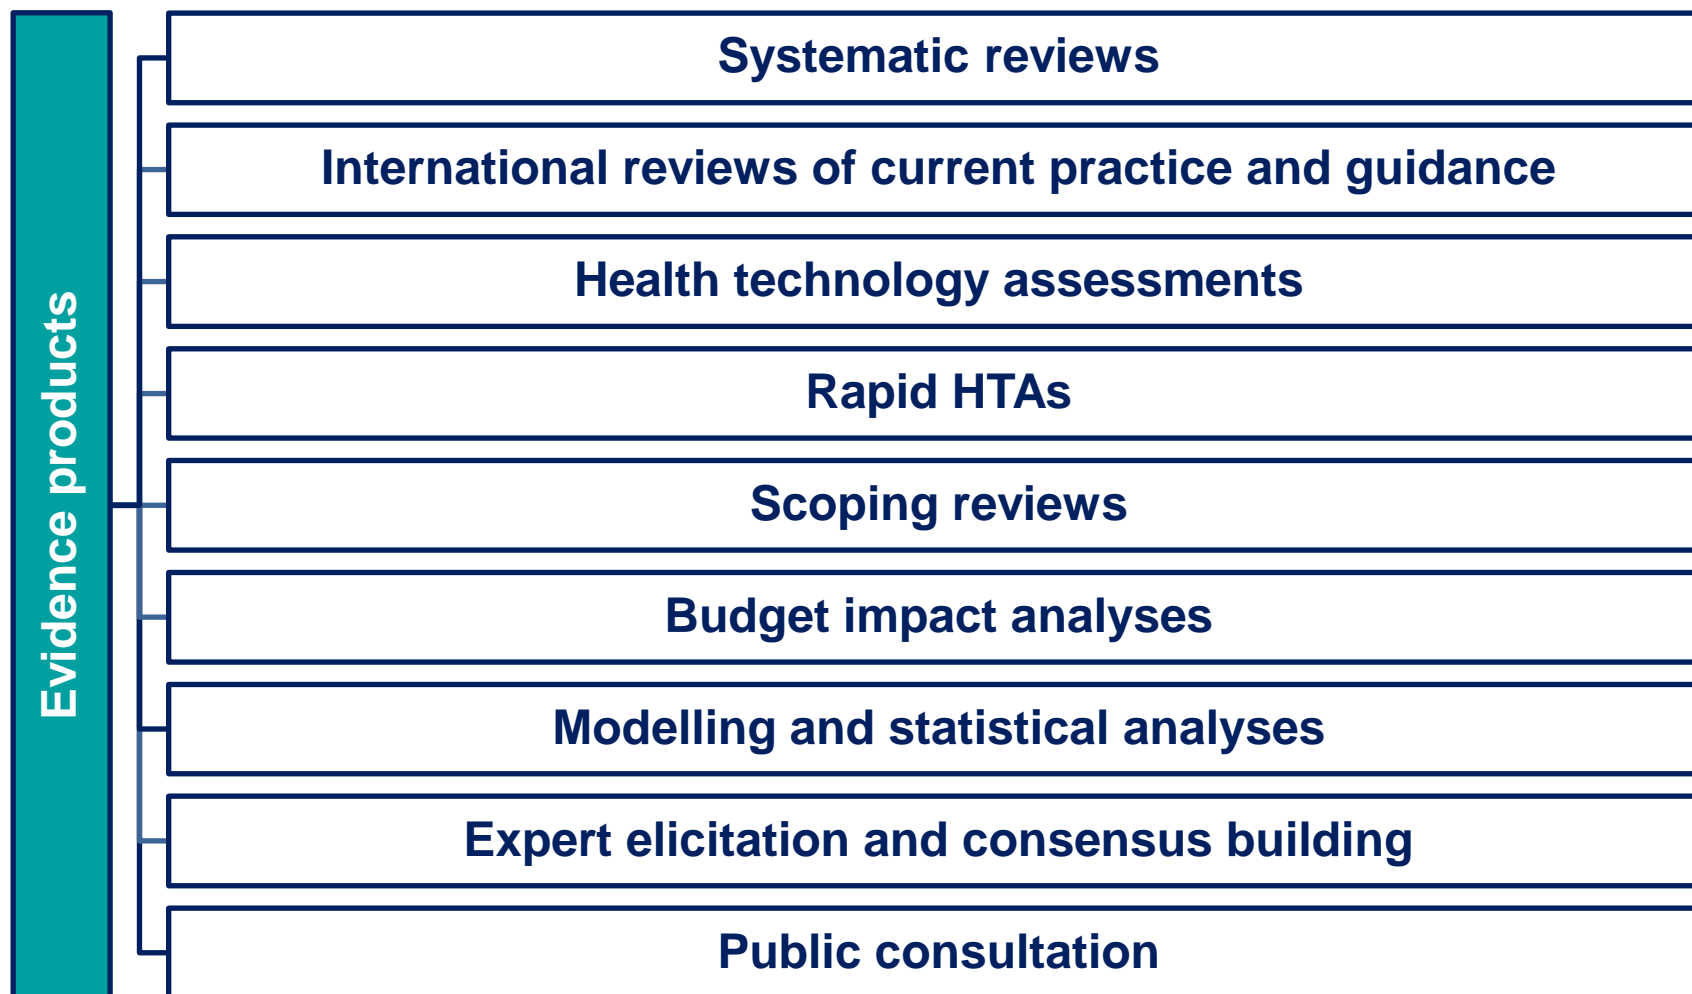 Evidence products
Systematic reviews
International reviews of current practice and guidance
Health technology assessments
Rapid HTAs
Scoping reviews
Budget impact analyses
Modelling and statistical analyses
Expert elicitation and consensus building
Public consultation